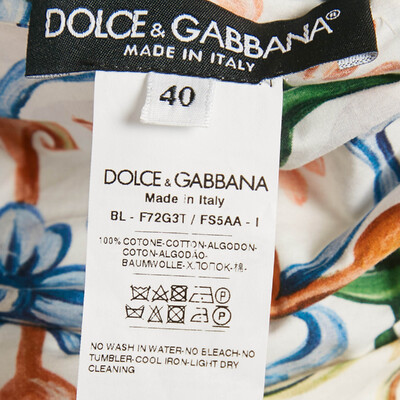 DOLCE & GABBANA®
MADE IN ITALY
40
DOLCE & GABBANA
Made in Italy
BL - F72G3T / FS5AA - I
100% COTONE-COTTON-ALGODON-
COTON-ALGODÃO-
BAUMWOLLE-ХЛОПОК-棉-
NO WASH IN WATER-NO BLEACH-NO
TUMBLER-COOL IRON-LIGHT DRY
CLEANING